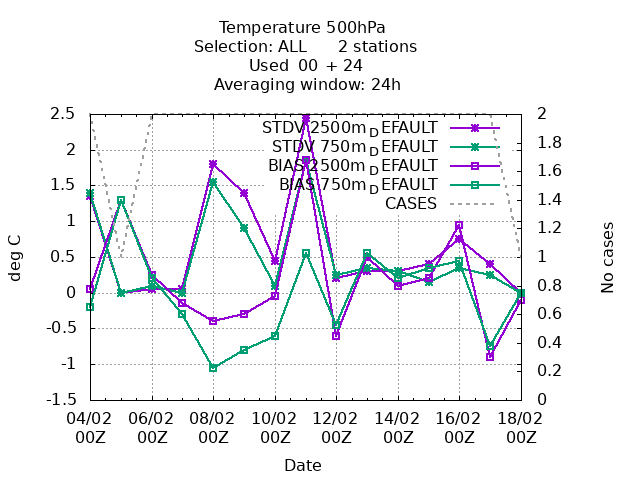 Temperature 500hPa
Selection: ALL 2 stations
Used 00 + 24
Averaging window: 24h
STDV 2500m_DEFAULT
STDV 750m_DEFAULT
BIAS 2500m_DEFAULT
BIAS 750m_DEFAULT
CASES
2.5
2
1.5
1
0.5
0
-0.5
-1
-1.5
deg C
2
1.8
1.6
1.4
1.2
1
0.8
0.6
0.4
0.2
0
No cases
04/02 06/02 08/02 10/02 12/02 14/02 16/02 18/02
00Z 00Z 00Z 00Z 00Z 00Z 00Z 00Z
Date